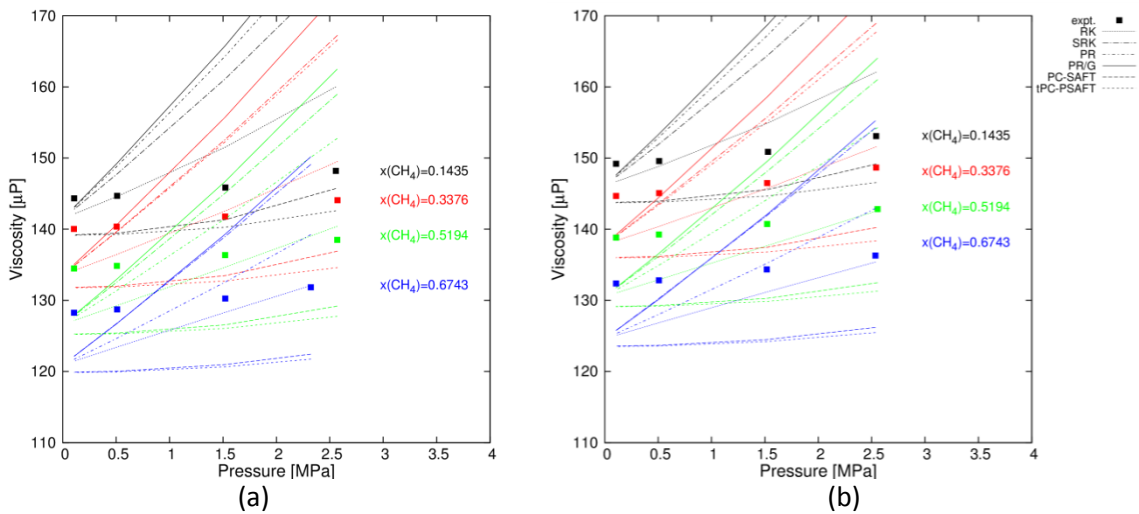 170
160
150
140
130
120
110
Viscosity [µP]
x(CH4)=0.1435
x(CH4)=0.3376
x(CH4)=0.5194
x(CH4)=0.6743
0 0.5 1 1.5 2 2.5 3 3.5 4
Pressure [MPa]
(a)
170
160
150
140
130
120
110
Viscosity [µP]
x(CH4)=0.1435
x(CH4)=0.3376
x(CH4)=0.5194
x(CH4)=0.6743
0 0.5 1 1.5 2 2.5 3 3.5 4
Pressure [MPa]
(b)
expt.
RK
SRK
PR
PR/G
PC-SAFT
tPC-PSAFT